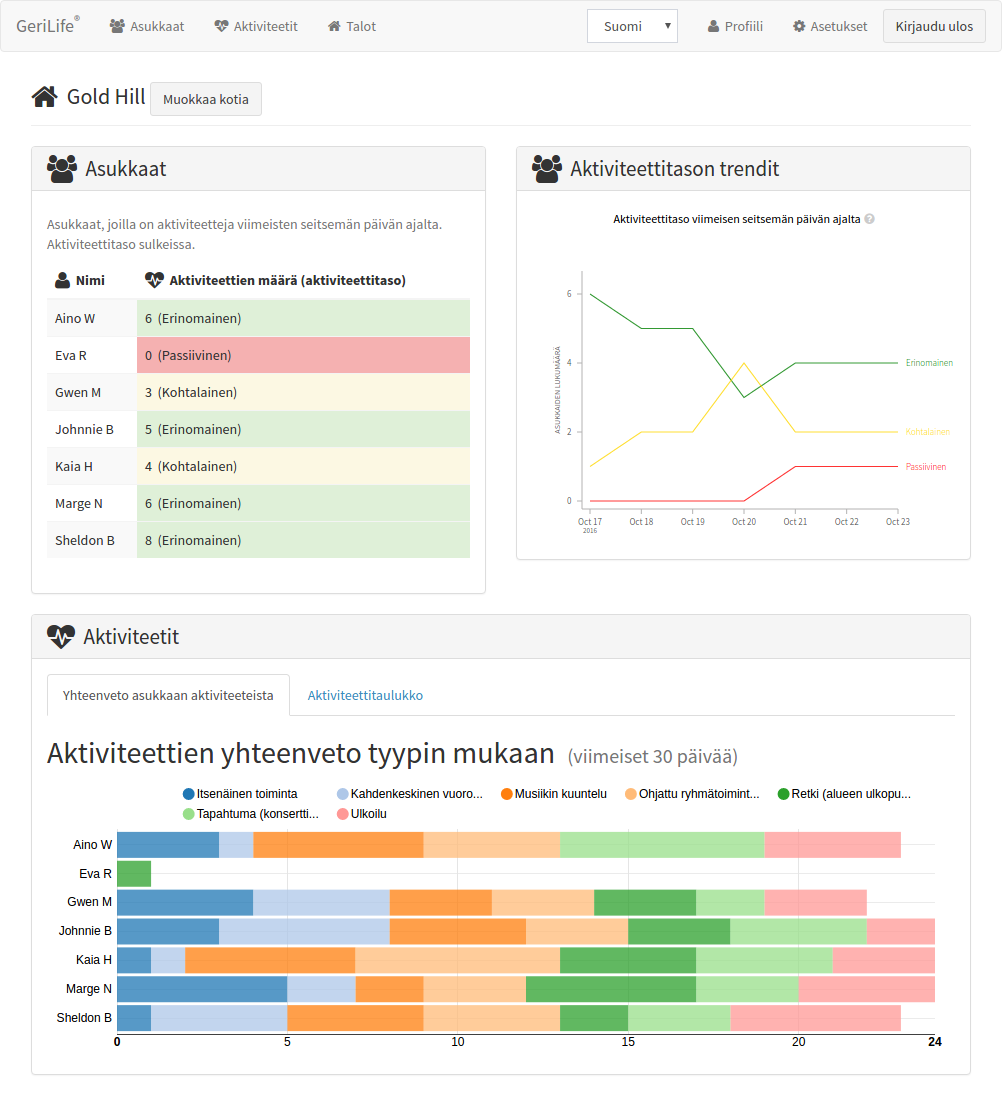 GeriLife® Asukkaat Aktiviteetit Talot Suomi Profiili Asetukset Kirjaudu ulos
Gold Hill Muokkaa kotia
Asukkaat
Asukkaat, joilla on aktiviteetteja viimeisten seitsemän päivän ajalta.
Aktiviteettitaso sulkeissa.
Nimi Aktiviteettien määrä (aktiviteettitaso)
Aino W 6 (Erinomainen)
Eva R 0 (Passiivinen)
Gwen M 3 (Kohtalainen)
Johnnie B 5 (Erinomainen)
Kaia H 4 (Kohtalainen)
Marge N 6 (Erinomainen)
Sheldon B 8 (Erinomainen)
Aktiviteettitason trendit
Aktiviteettitaso viimeisen seitsemän päivän ajalta ?
ASUKKAIDEN LUKUMÄÄRÄ
6
4
2
0
Erinomainen
Kohtalainen
Passiivinen
Oct 17 Oct 18 Oct 19 Oct 20 Oct 21 Oct 22 Oct 23
2016
Aktiviteetit
Yhteenveto asukkaan aktiviteeteista Aktiviteettitaulukko
Aktiviteettien yhteenveto tyypin mukaan (viimeiset 30 päivää)
Itsenäinen toiminta Kahdenkeskinen vuoro... Musiikin kuuntelu Ohjattu ryhmätoimint... Retki (alueen ulkopu...
Tapahtuma (konsertti... Ulkoilu
Aino W
Eva R
Gwen M
Johnnie B
Kaia H
Marge N
Sheldon B
0 5 10 15 20 24